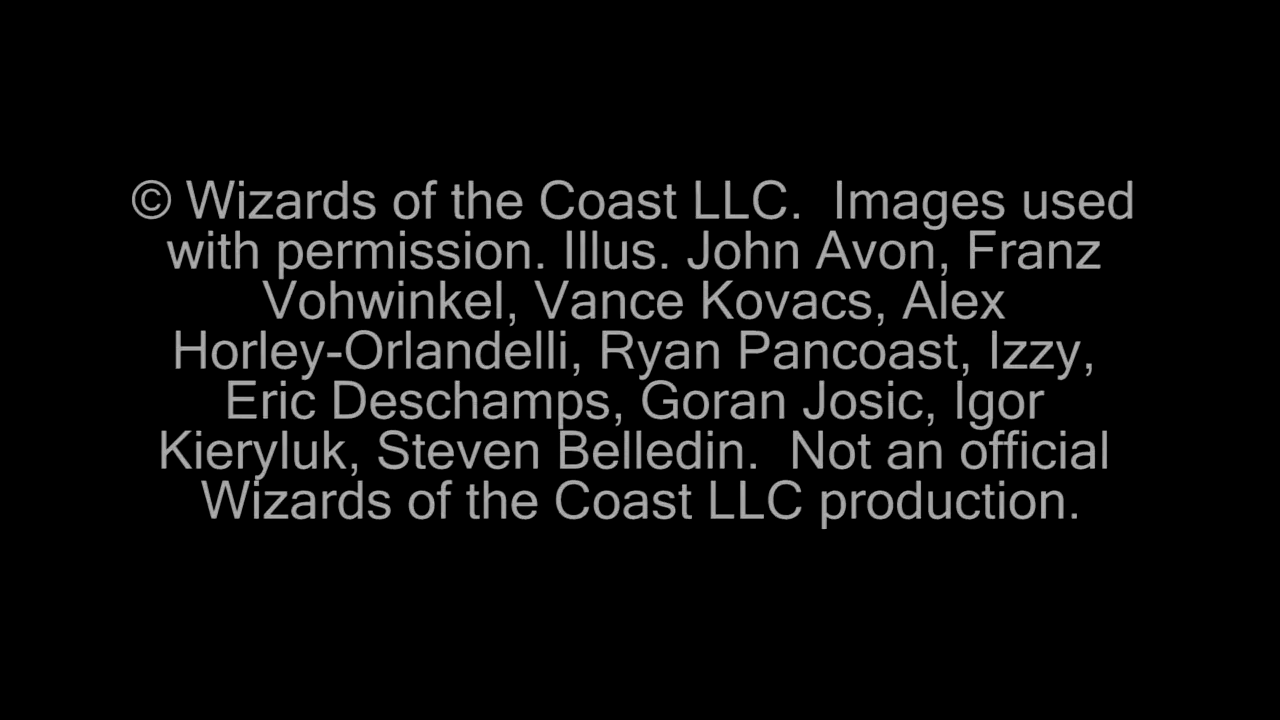 © Wizards of the Coast LLC.  Images used
with permission. Illus. John Avon, Franz
Vohwinkel, Vance Kovacs, Alex
Horley-Orlandelli, Ryan Pancoast, Izzy,
Eric Deschamps, Goran Josic, Igor
Kieryluk, Steven Belledin.  Not an official
Wizards of the Coast LLC production.